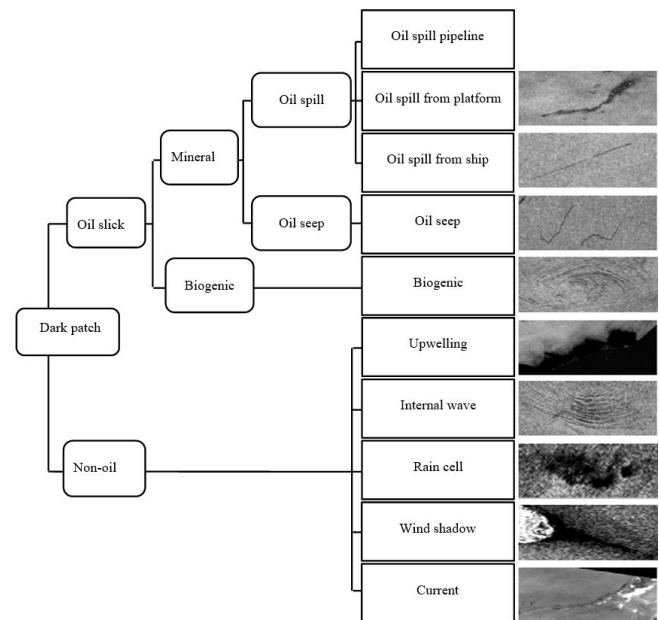 Oil spill pipeline
Oil spill from platform
Oil spill
Mineral
Oil spill from ship
Oil slick
Oil seep
Oil seep
Biogenic
Biogenic
Dark patch
Upwelling
Internal wave
Non-oil
Rain cell
Wind shadow
Current